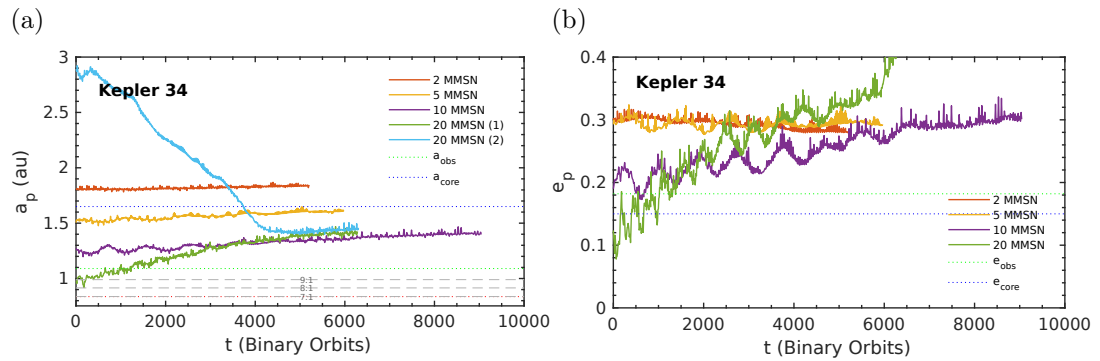 (a)
3
2.5
2
1.5
1
a_p (au)
Kepler 34
2 MMSN
5 MMSN
10 MMSN
20 MMSN (1)
20 MMSN (2)
a_obs
a_core
9:1
8:1
7:1
0 2000 4000 6000 8000 10000
t (Binary Orbits)
(b)
0.4
0.3
0.2
0.1
0
e_p
Kepler 34
2 MMSN
5 MMSN
10 MMSN
20 MMSN
e_obs
e_core
0 2000 4000 6000 8000 10000
t (Binary Orbits)